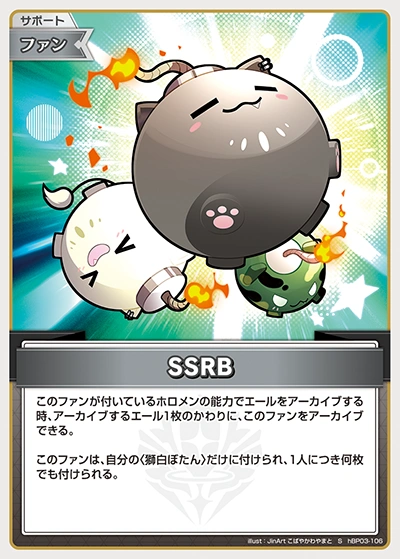 サポート
ファン
SSRB
このファンが付いているホロメンの能力でエールをアーカイブする
時、アーカイブするエール1枚のかわりに、このファンをアーカイブ
できる。
このファンは、自分の〈獅白ぼたん〉だけに付けられ、1人につき何枚
でも付けられる。
illust：JinArt こばやかわやまと S hBP03-106